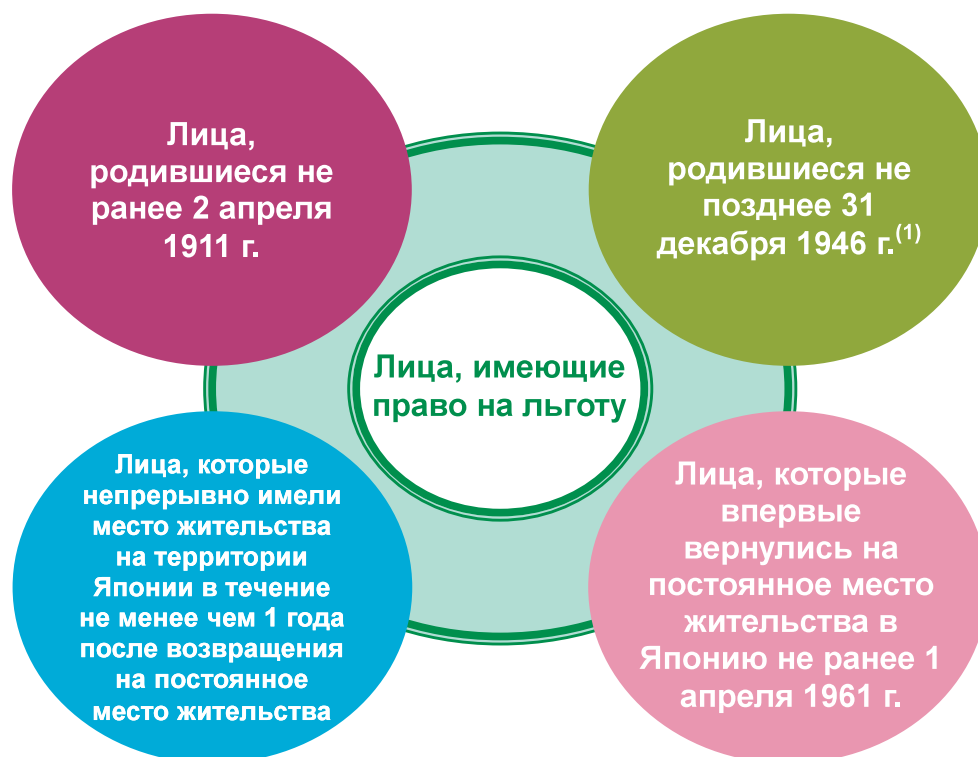 Лица,
родившиеся не
ранее 2 апреля
1911 г.
Лица,
родившиеся не
позднее 31
декабря 1946 г.(1)
Лица, имеющие
право на льготу
Лица, которые
непрерывно имели
место жительства
на территории
Японии в течение
не менее чем 1 года
после возвращения
на постоянное
место жительства
Лица, которые
впервые
вернулись на
постоянное место
жительства в
Японию не ранее 1
апреля 1961 г.